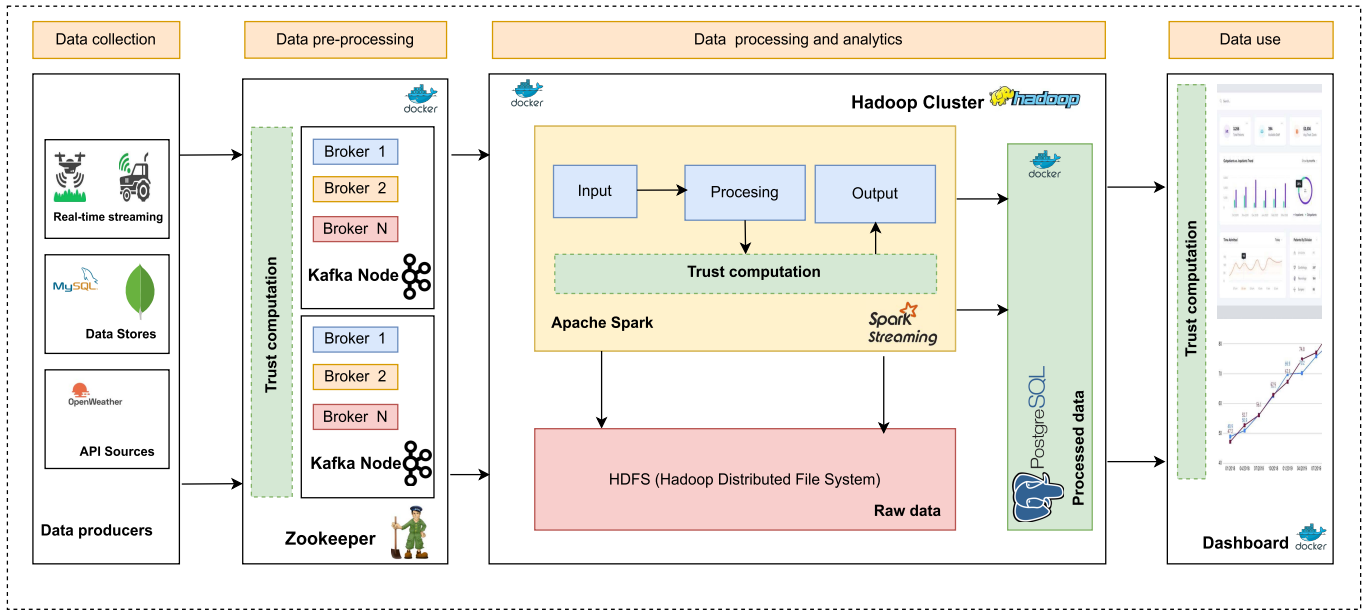 Data collection
Data pre-processing
Data processing and analytics
Data use
Real-time streaming
MySQL
Data Stores
OpenWeather
API Sources
Data producers
docker
Trust computation
Broker 1
Broker 2
Broker N
Kafka Node
Broker 1
Broker 2
Broker N
Kafka Node
Zookeeper
docker
Hadoop Cluster
hadoop
Input
Procesing
Output
Trust computation
Apache Spark
Spark
Streaming
HDFS (Hadoop Distributed File System)
Raw data
docker
PostgreSQL
Processed data
Trust computation
Dashboard
docker